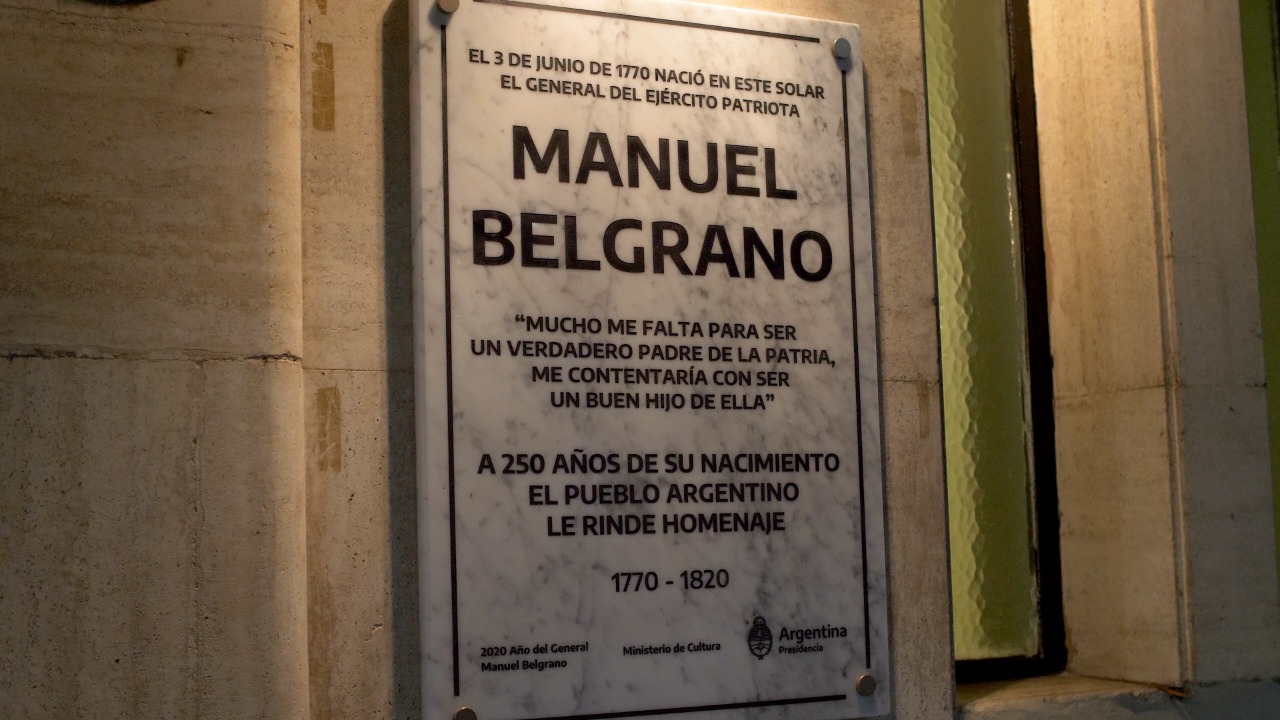 EL 3 DE JUNIO DE 1770 NACIÓ EN ESTE SOLAR
EL GENERAL DEL EJÉRCITO PATRIOTA
MANUEL
BELGRANO
“MUCHO ME FALTA PARA SER
UN VERDADERO PADRE DE LA PATRIA,
ME CONTENTARÍA CON SER
UN BUEN HIJO DE ELLA”
A 250 AÑOS DE SU NACIMIENTO
EL PUEBLO ARGENTINO
LE RINDE HOMENAJE
1770 - 1820
2020 Año del General
Manuel Belgrano
Ministerio de Cultura
Argentina
Presidencia